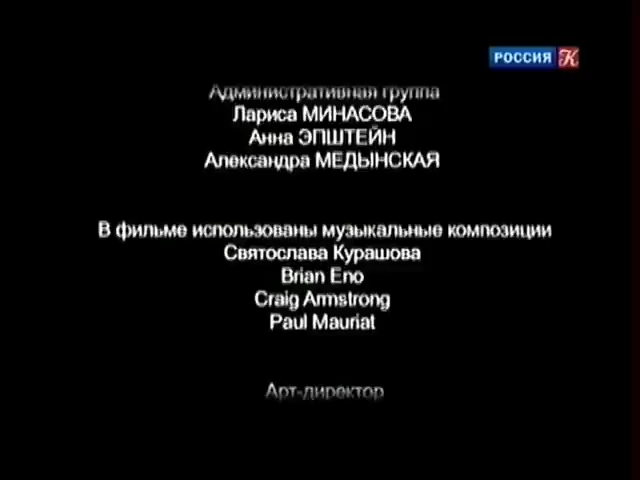 РОССИЯ К
Административная группа
Лариса МИНАСОВА
Анна ЭПШТЕЙН
Александра МЕДЫНСКАЯ
В фильме использованы музыкальные композиции
Святослава Курашова
Brian Eno
Craig Armstrong
Paul Mauriat
Арт-директор